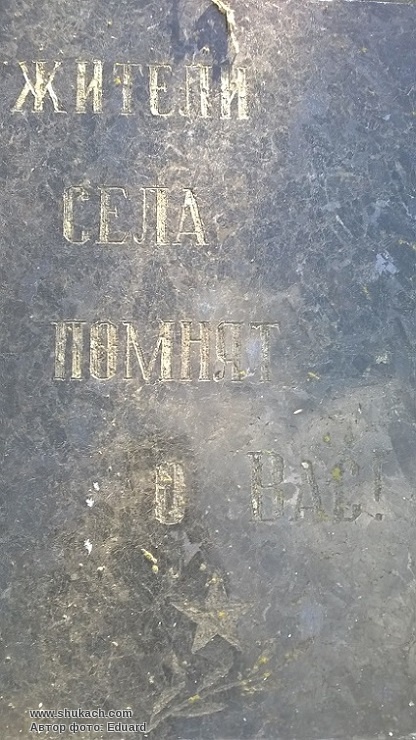 ЖИТЕЛИ
СЕЛА
ПОМНЯТ
О ВАС!
www.shukach.com
Автор фото: Eduard